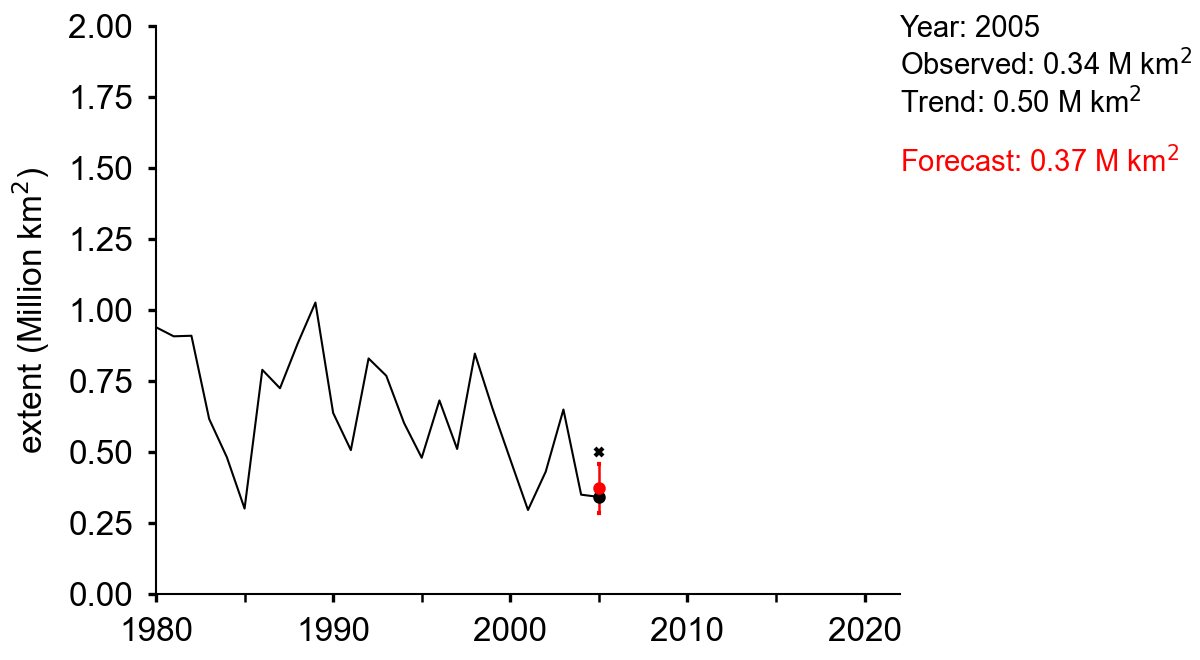 Year: 2005
Observed: 0.34 M km²
Trend: 0.50 M km²
Forecast: 0.37 M km²
extent (Million km²)
2.00
1.75
1.50
1.25
1.00
0.75
0.50
0.25
0.00
1980 1990 2000 2010 2020